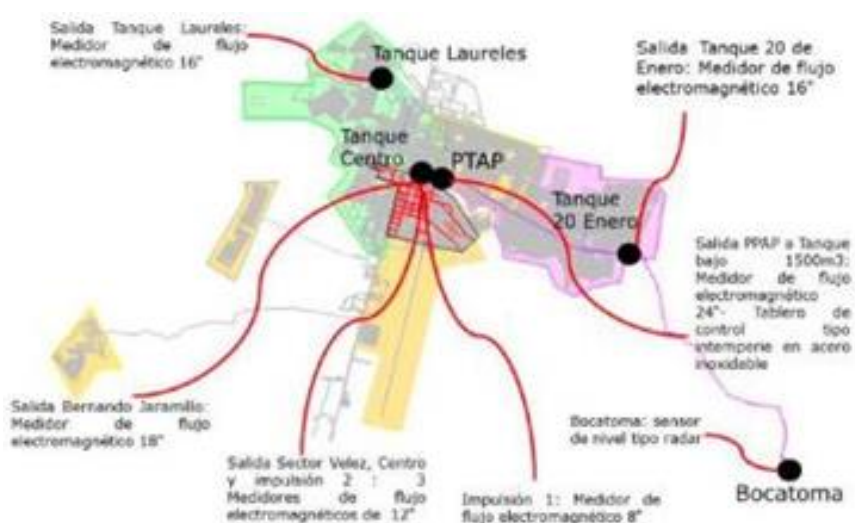 Salida Tanque Laureles:
Medidor de flujo
electromagnético 16"
Tanque Laureles
Salida Tanque 20 de
Enero: Medidor de flujo
electromagnético 16"
Tanque
Centro
PTAP
Tanque
20 Enero
Salida PPAP a Tanque
bajo 1500m3:
Medidor de flujo
electromagnético
24"- Tablero de
control tipo
intemperie en acero
inoxidable
Salida Bernando Jaramillo:
Medidor de flujo
electromagnético 18"
Bocatoma: sensor
de nivel tipo radar
Bocatoma
Salida Sector Velez, Centro
y impulsión 2 : 3
Medidores de flujo
electromagnéticos de 12"
Impulsión 1: Medidor de
flujo electromagnético 8"